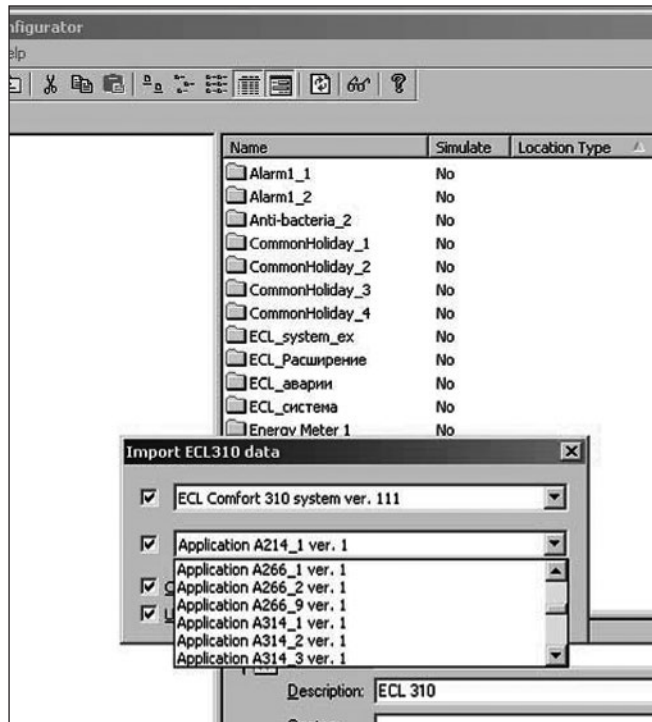 nfigurator
elp
Name Simulate Location Type
Alarm1_1 No
Alarm1_2 No
Anti-bacteria_2 No
CommonHoliday_1 No
CommonHoliday_2 No
CommonHoliday_3 No
CommonHoliday_4 No
ECL_system_ex No
ECL_Расширение No
ECL_аварии No
ECL_система No
Energy Meter 1 No
Import ECL310 data
ECL Comfort 310 system ver. 111
Application A214_1 ver. 1
Application A266_1 ver. 1
Application A266_2 ver. 1
Application A266_9 ver. 1
Application A314_1 ver. 1
Application A314_2 ver. 1
Application A314_3 ver. 1
Description: ECL 310